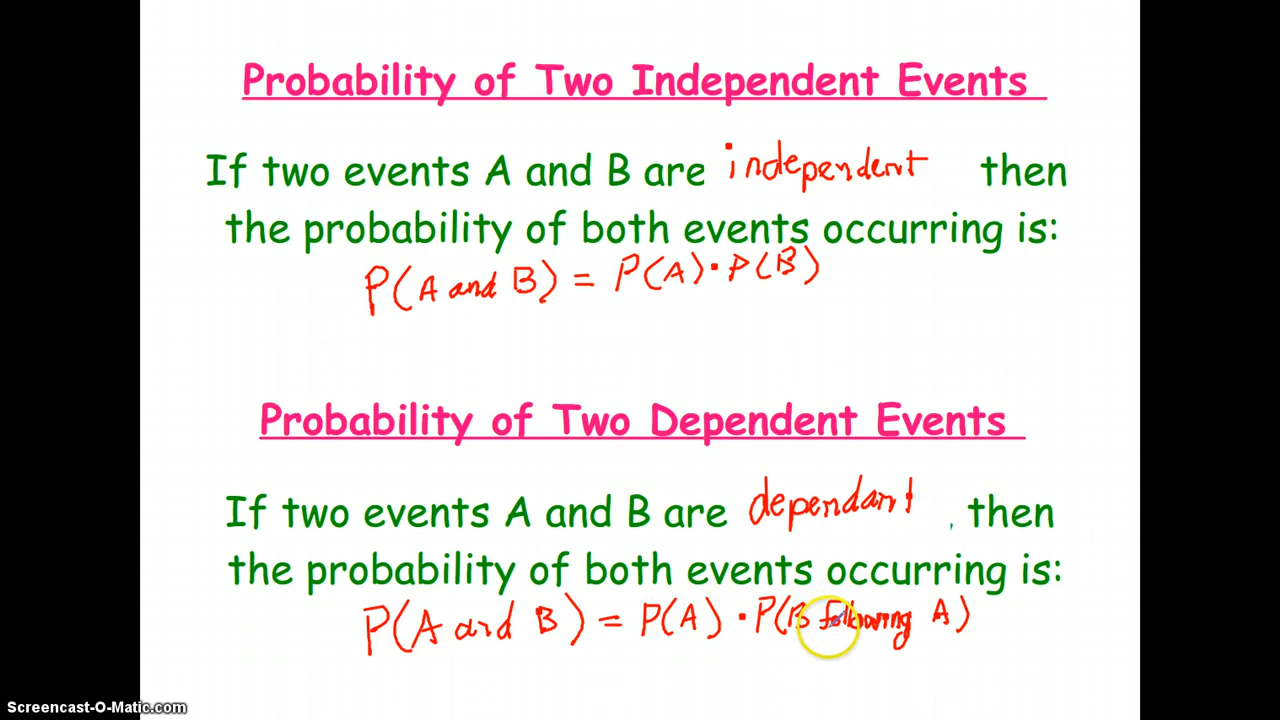 Probability of Two Independent Events
If two events A and B are independent then
the probability of both events occurring is:
P(A and B) = P(A) · P(B)
Probability of Two Dependent Events
If two events A and B are dependant , then
the probability of both events occurring is:
P(A and B) = P(A) · P(B following A)
Screencast-O-Matic.com